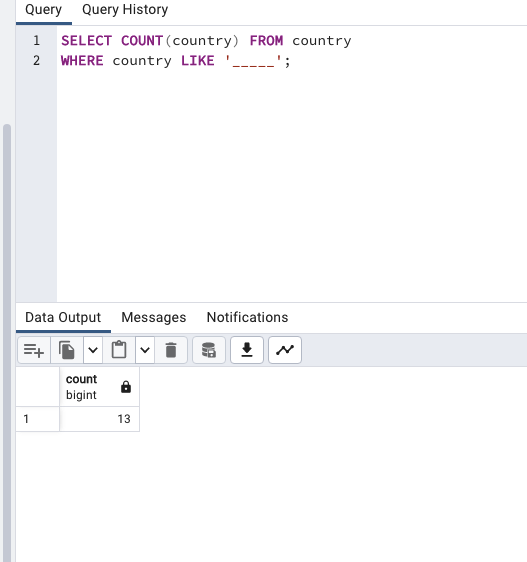 Query Query History
1 SELECT COUNT(country) FROM country
2 WHERE country LIKE '_____';
Data Output Messages Notifications
count
bigint
1 13